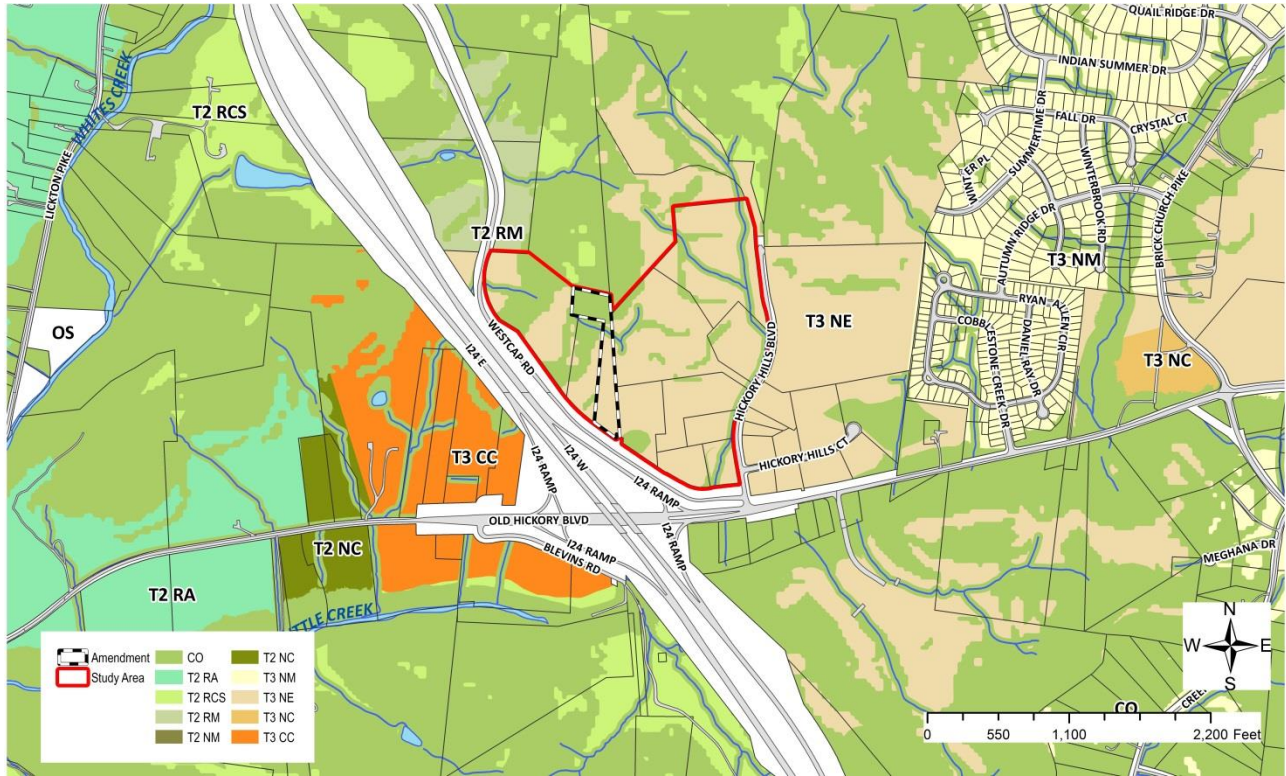 QUAIL RIDGE DR
INDIAN SUMMER DR
FALL DR
CRYSTAL CT
SUMMERTIME DR
WINTERBROOK RD
WINTER PL
AUTUMN RIDGE DR
BRICK CHURCH PIKE
T3 NM
RYAN ALLEN CIR
COBBLESTONE CREEK DR
DANIEL RAY DR
T2 RCS
WHITES CREEK
LICKTON PIKE
T2 RM
OS
WESTCAP RD
I24 E
HICKORY HILLS BLVD
T3 NE
T3 NC
T3 CC
I24 RAMP
I24 W
I24 RAMP
HICKORY HILLS CT
OLD HICKORY BLVD
I24 RAMP
BLEVINS RD
I24 RAMP
T2 NC
T2 RA
TTLE CREEK
MEGHANA DR
CO
CREE
N
W E
S
0 550 1,100 2,200 Feet
Amendment
Study Area
CO
T2 RA
T2 RCS
T2 RM
T2 NM
T2 NC
T3 NM
T3 NE
T3 NC
T3 CC